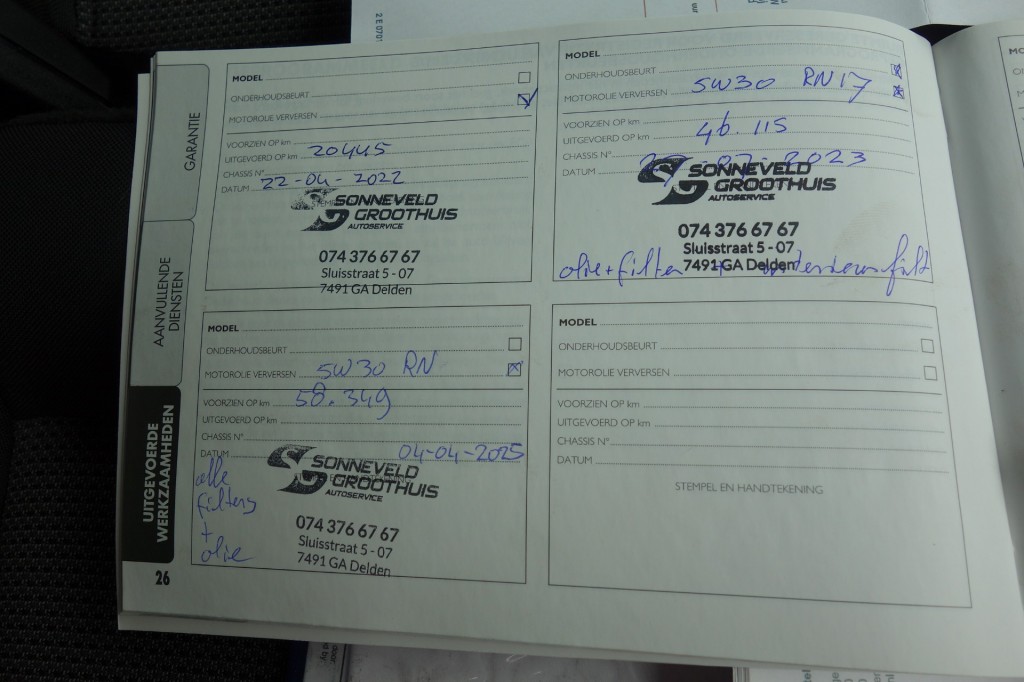 GARANTIE
AANVULLENDE
DIENSTEN
UITGEVOERDE
WERKZAAMHEDEN
26
MODEL
ONDERHOUDSBEURT
MOTOROLIE VERVERSEN
VOORZIEN OP km
UITGEVOERD OP km 20445
CHASSIS N°
DATUM 22-04-2022
SONNEVELD
GROOTHUIS
AUTOSERVICE
074 376 67 67
Sluisstraat 5 - 07
7491 GA Delden
MODEL
ONDERHOUDSBEURT
MOTOROLIE VERVERSEN 5W30 RN17
VOORZIEN OP km
UITGEVOERD OP km 46.115
CHASSIS N°
DATUM -07-2023
SONNEVELD
GROOTHUIS
AUTOSERVICE
074 376 67 67
Sluisstraat 5 - 07
7491 GA Delden
olie + filter +
MODEL
ONDERHOUDSBEURT
MOTOROLIE VERVERSEN 5W30 RN
VOORZIEN OP km 58.349
UITGEVOERD OP km
CHASSIS N°
DATUM 04-04-2025
SONNEVELD
GROOTHUIS
AUTOSERVICE
alle
filters
+
olie
074 376 67 67
Sluisstraat 5 - 07
7491 GA Delden
MODEL
ONDERHOUDSBEURT
MOTOROLIE VERVERSEN
VOORZIEN OP km
UITGEVOERD OP km
CHASSIS N°
DATUM
STEMPEL EN HANDTEKENING